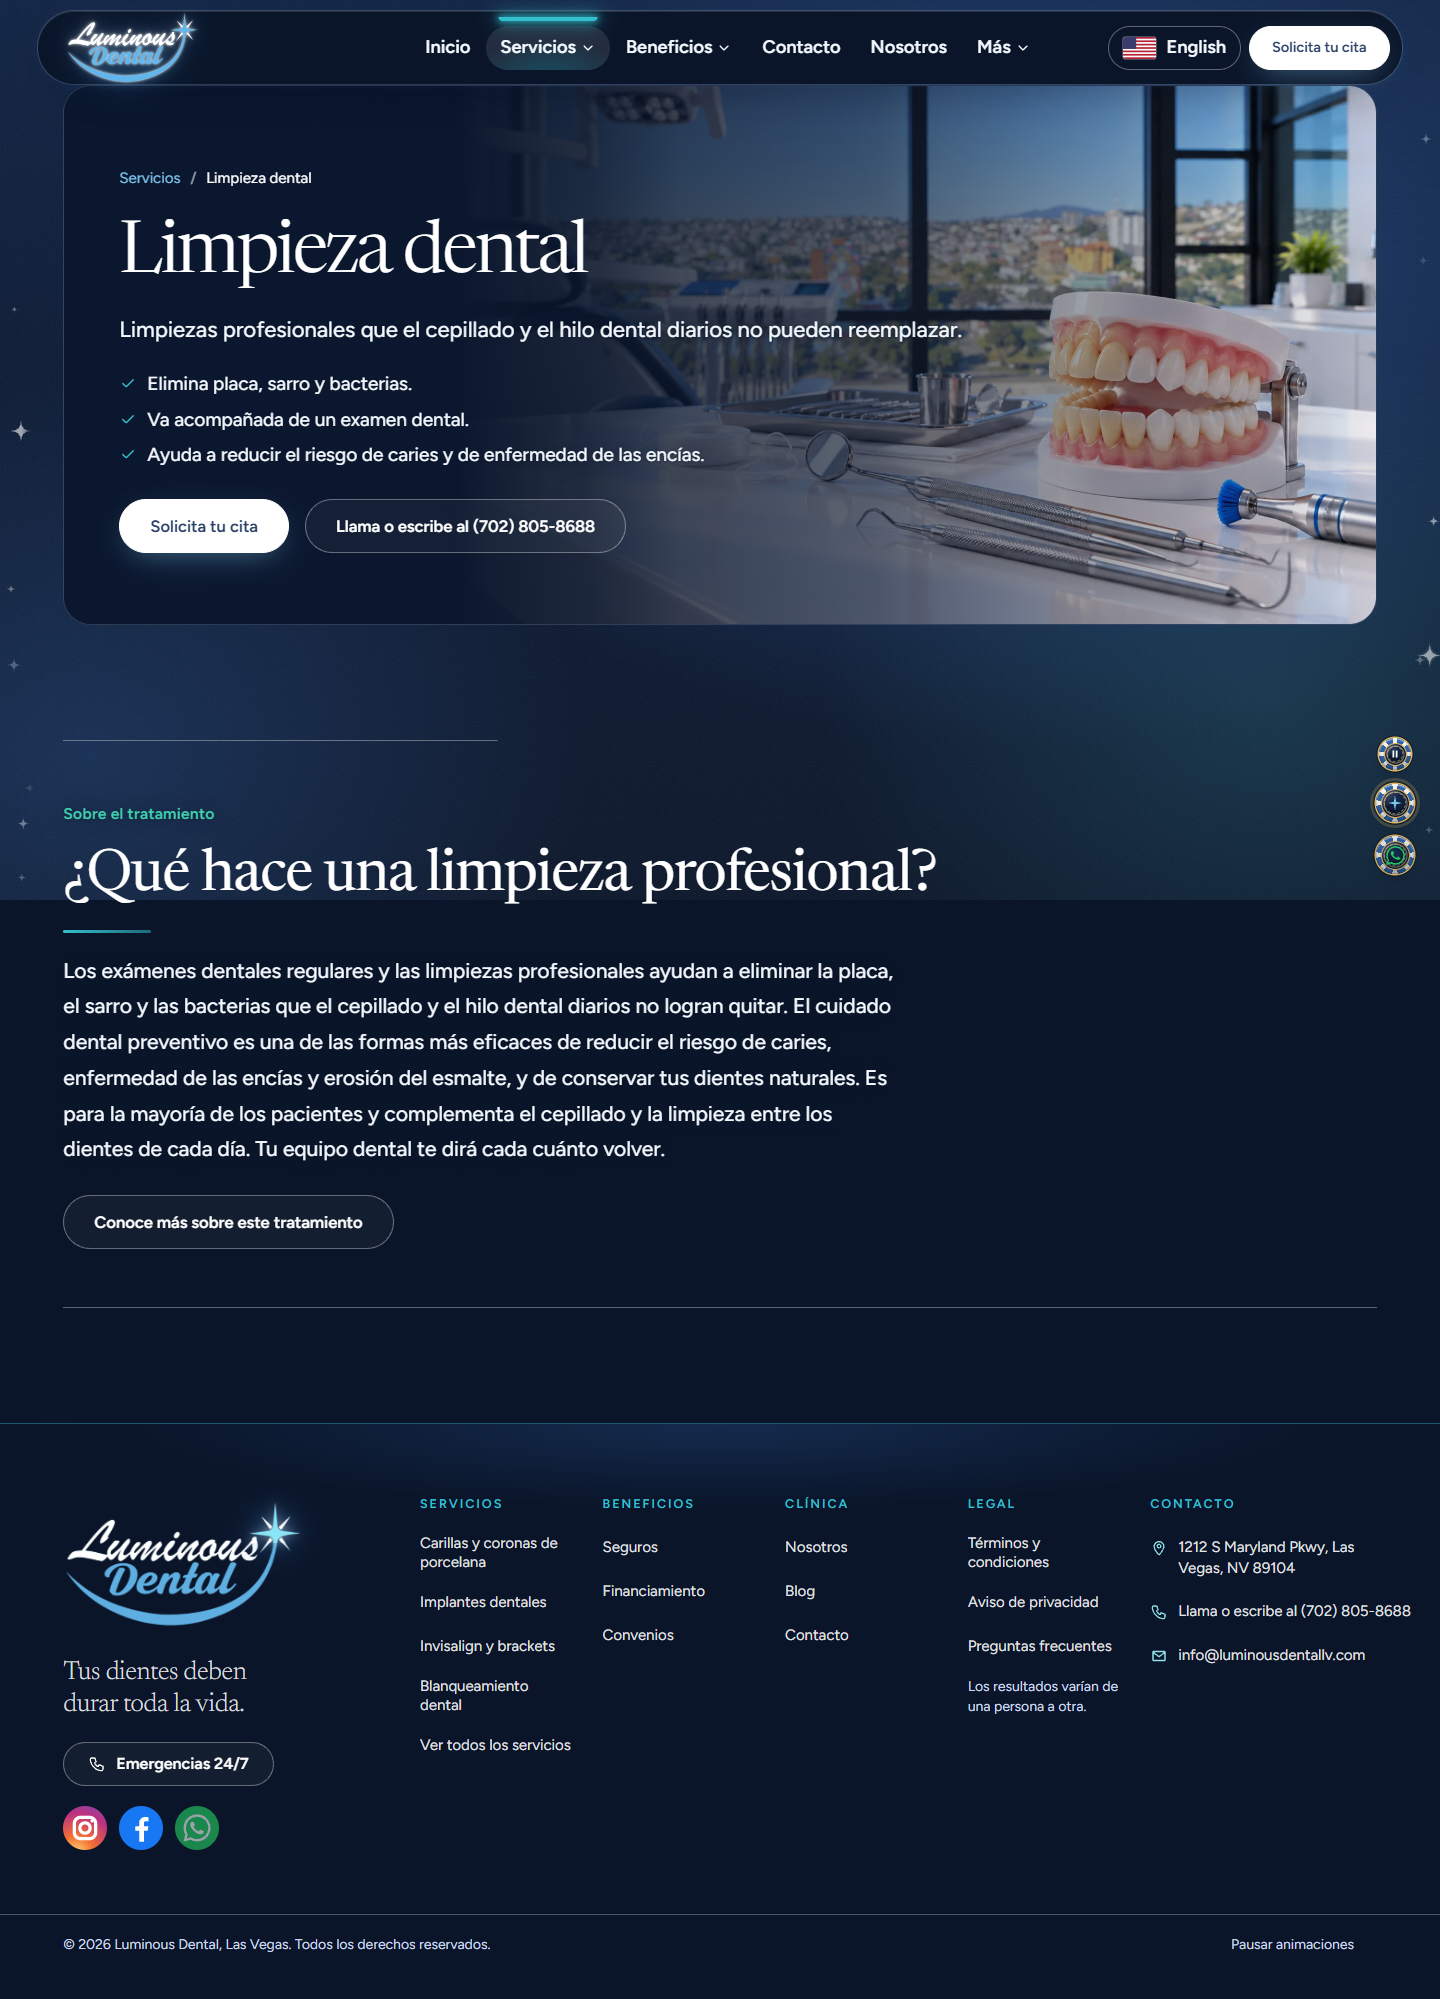 Luminous
Dental
Inicio
Servicios
Beneficios
Contacto
Nosotros
Más
English
Solicita tu cita
Servicios / Limpieza dental
Limpieza dental
Limpiezas profesionales que el cepillado y el hilo dental diarios no pueden reemplazar.
Elimina placa, sarro y bacterias.
Va acompañada de un examen dental.
Ayuda a reducir el riesgo de caries y de enfermedad de las encías.
Solicita tu cita
Llama o escribe al (702) 805-8688
Sobre el tratamiento
¿Qué hace una limpieza profesional?
Los exámenes dentales regulares y las limpiezas profesionales ayudan a eliminar la placa,
el sarro y las bacterias que el cepillado y el hilo dental diarios no logran quitar. El cuidado
dental preventivo es una de las formas más eficaces de reducir el riesgo de caries,
enfermedad de las encías y erosión del esmalte, y de conservar tus dientes naturales. Es
para la mayoría de los pacientes y complementa el cepillado y la limpieza entre los
dientes de cada día. Tu equipo dental te dirá cada cuánto volver.
Conoce más sobre este tratamiento
Luminous
Dental
Tus dientes deben
durar toda la vida.
Emergencias 24/7
SERVICIOS
Carillas y coronas de
porcelana
Implantes dentales
Invisalign y brackets
Blanqueamiento
dental
Ver todos los servicios
BENEFICIOS
Seguros
Financiamiento
Convenios
CLÍNICA
Nosotros
Blog
Contacto
LEGAL
Términos y
condiciones
Aviso de privacidad
Preguntas frecuentes
Los resultados varían de
una persona a otra.
CONTACTO
1212 S Maryland Pkwy, Las
Vegas, NV 89104
Llama o escribe al (702) 805-8688
info@luminousdentallv.com
© 2026 Luminous Dental, Las Vegas. Todos los derechos reservados.
Pausar animaciones